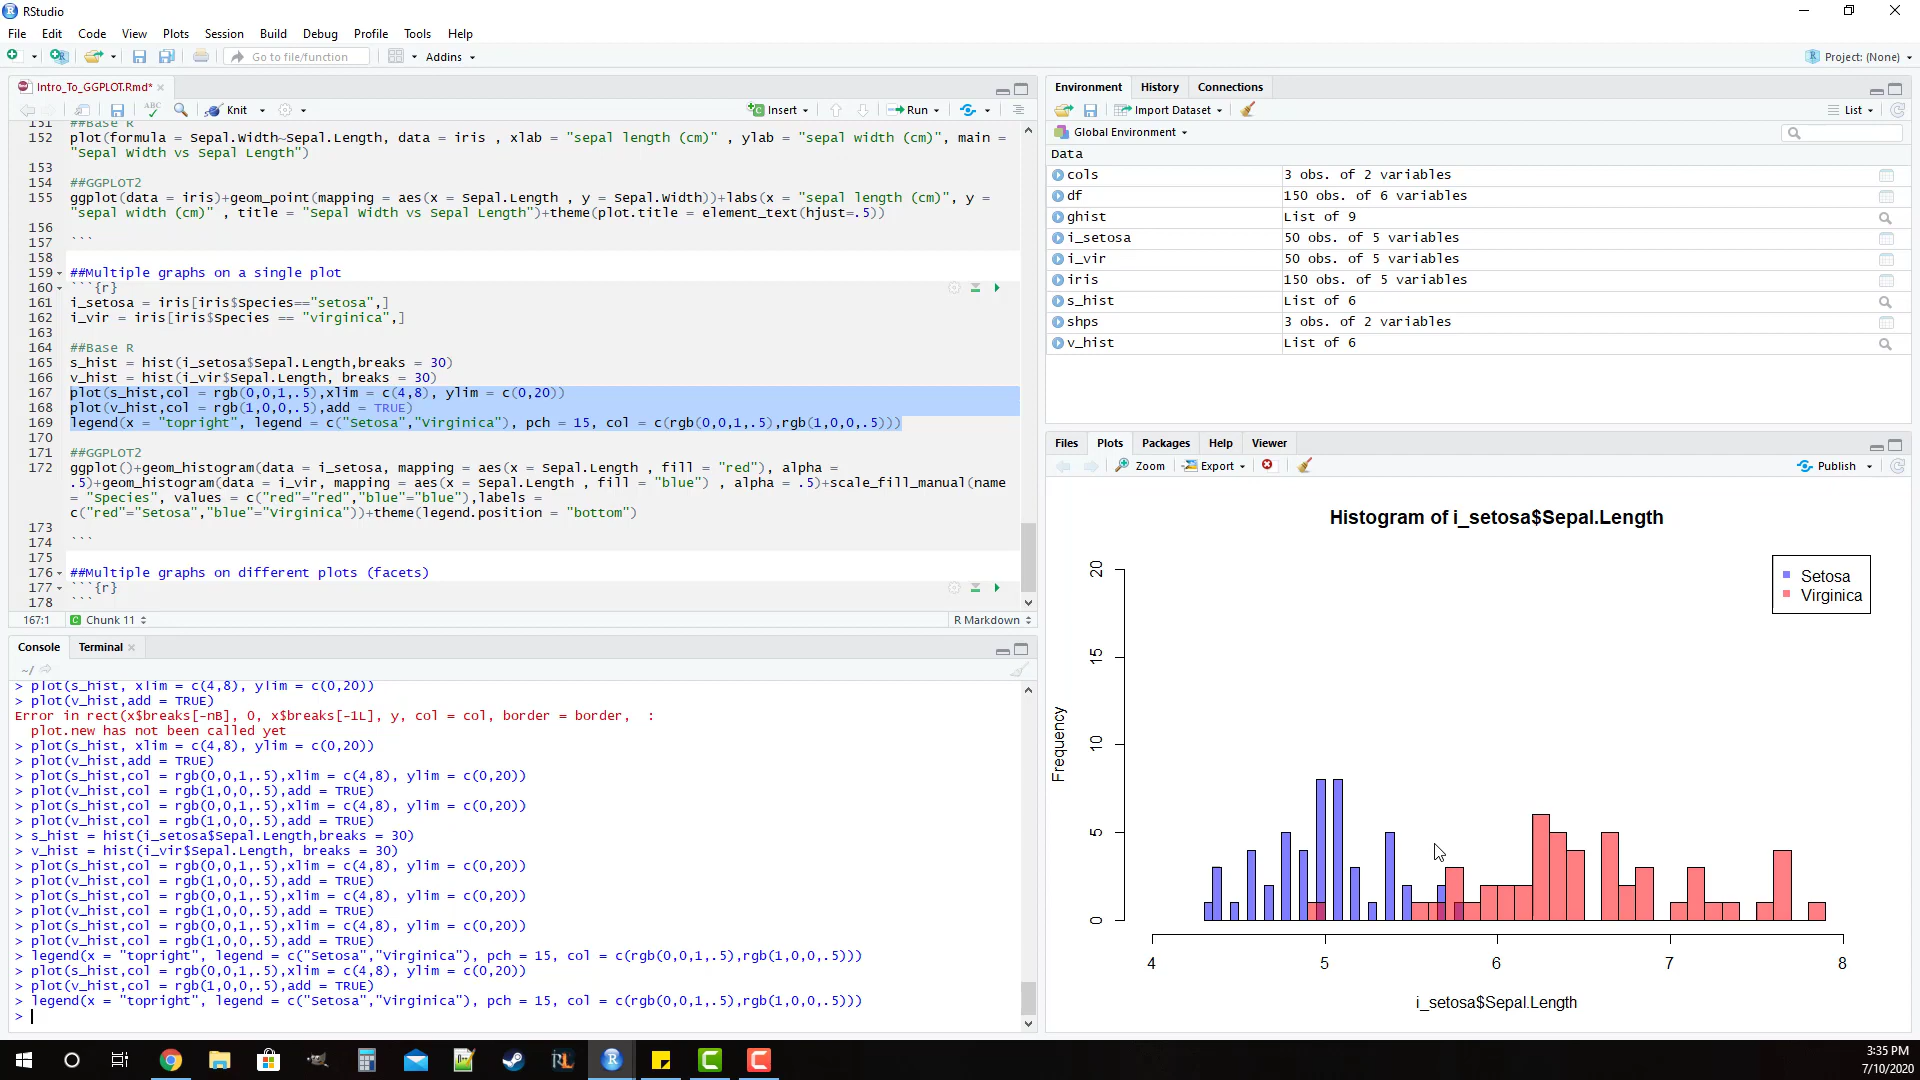 RStudio
File Edit Code View Plots Session Build Debug Profile Tools Help
Go to file/function Addins Project: (None)
Intro_To_GGPLOT.Rmd*
ABC Knit Insert Run
151 ##Base R
152 plot(formula = Sepal.Width~Sepal.Length, data = iris , xlab = "sepal length (cm)" , ylab = "sepal width (cm)", main =
"Sepal Width vs Sepal Length")
153
154 ##GGPLOT2
155 ggplot(data = iris)+geom_point(mapping = aes(x = Sepal.Length , y = Sepal.Width))+labs(x = "sepal length (cm)", y =
"sepal width (cm)" , title = "Sepal Width vs Sepal Length")+theme(plot.title = element_text(hjust=.5))
156
157 ```
158
159 ##Multiple graphs on a single plot
160 ```{r}
161 i_setosa = iris[iris$Species=="setosa",]
162 i_vir = iris[iris$Species == "virginica",]
163
164 ##Base R
165 s_hist = hist(i_setosa$Sepal.Length,breaks = 30)
166 v_hist = hist(i_vir$Sepal.Length, breaks = 30)
167 plot(s_hist,col = rgb(0,0,1,.5),xlim = c(4,8), ylim = c(0,20))
168 plot(v_hist,col = rgb(1,0,0,.5),add = TRUE)
169 legend(x = "topright", legend = c("Setosa","Virginica"), pch = 15, col = c(rgb(0,0,1,.5),rgb(1,0,0,.5)))
170
171 ##GGPLOT2
172 ggplot()+geom_histogram(data = i_setosa, mapping = aes(x = Sepal.Length , fill = "red"), alpha =
.5)+geom_histogram(data = i_vir, mapping = aes(x = Sepal.Length , fill = "blue") , alpha = .5)+scale_fill_manual(name
= "Species", values = c("red"="red","blue"="blue"),labels =
c("red"="Setosa","blue"="Virginica"))+theme(legend.position = "bottom")
173
174 ```
175
176 ##Multiple graphs on different plots (facets)
177 ```{r}
178 ```
167:1 Chunk 11 R Markdown
Console Terminal
~/
> plot(s_hist, xlim = c(4,8), ylim = c(0,20))
> plot(v_hist,add = TRUE)
Error in rect(x$breaks[-nB], 0, x$breaks[-1L], y, col = col, border = border,  :
plot.new has not been called yet
> plot(s_hist, xlim = c(4,8), ylim = c(0,20))
> plot(v_hist,add = TRUE)
> plot(s_hist,col = rgb(0,0,1,.5),xlim = c(4,8), ylim = c(0,20))
> plot(v_hist,col = rgb(1,0,0,.5),add = TRUE)
> plot(s_hist,col = rgb(0,0,1,.5),xlim = c(4,8), ylim = c(0,20))
> plot(v_hist,col = rgb(1,0,0,.5),add = TRUE)
> s_hist = hist(i_setosa$Sepal.Length,breaks = 30)
> v_hist = hist(i_vir$Sepal.Length, breaks = 30)
> plot(s_hist,col = rgb(0,0,1,.5),xlim = c(4,8), ylim = c(0,20))
> plot(v_hist,col = rgb(1,0,0,.5),add = TRUE)
> plot(s_hist,col = rgb(0,0,1,.5),xlim = c(4,8), ylim = c(0,20))
> plot(v_hist,col = rgb(1,0,0,.5),add = TRUE)
> plot(s_hist,col = rgb(0,0,1,.5),xlim = c(4,8), ylim = c(0,20))
> plot(v_hist,col = rgb(1,0,0,.5),add = TRUE)
> legend(x = "topright", legend = c("Setosa","Virginica"), pch = 15, col = c(rgb(0,0,1,.5),rgb(1,0,0,.5)))
> plot(s_hist,col = rgb(0,0,1,.5),xlim = c(4,8), ylim = c(0,20))
> plot(v_hist,col = rgb(1,0,0,.5),add = TRUE)
> legend(x = "topright", legend = c("Setosa","Virginica"), pch = 15, col = c(rgb(0,0,1,.5),rgb(1,0,0,.5)))
>
Environment History Connections
Import Dataset List
Global Environment
Data
cols 3 obs. of 2 variables
df 150 obs. of 6 variables
ghist List of 9
i_setosa 50 obs. of 5 variables
i_vir 50 obs. of 5 variables
iris 150 obs. of 5 variables
s_hist List of 6
shps 3 obs. of 2 variables
v_hist List of 6
Files Plots Packages Help Viewer
Zoom Export Publish
Histogram of i_setosa$Sepal.Length
Setosa
Virginica
Frequency
20
15
10
5
0
4 5 6 7 8
i_setosa$Sepal.Length
RL R C C
3:35 PM
7/10/2020